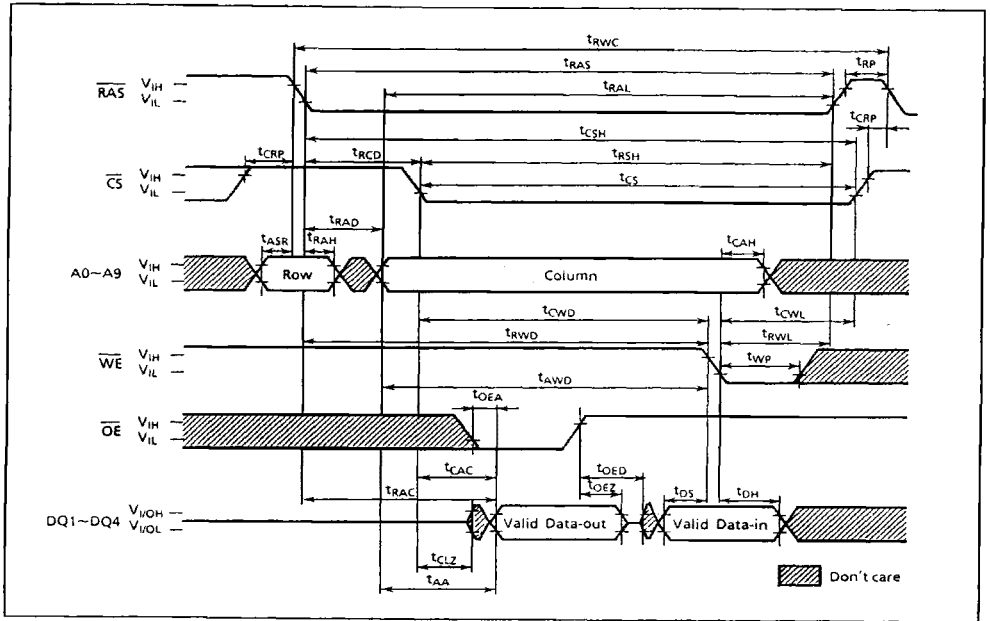 tRWC
tRAS
tRP
tRAL
RAS
VIH
VIL
tCRP
tCSH
tCRP
tRCD
tRSH
CS
VIH
VIL
tCS
tRAD
tASR
tRAH
tCAH
A0~A9
VIH
VIL
Row
Column
tCWD
tCWL
tRWD
tRWL
WE
VIH
VIL
tWP
tAWD
tOEA
OE
VIH
VIL
tCAC
tOED
tRAC
tOEZ
tDS
tDH
DQ1~DQ4
VI/OH
VI/OL
Valid Data-out
Valid Data-in
tCLZ
tAA
Don't care